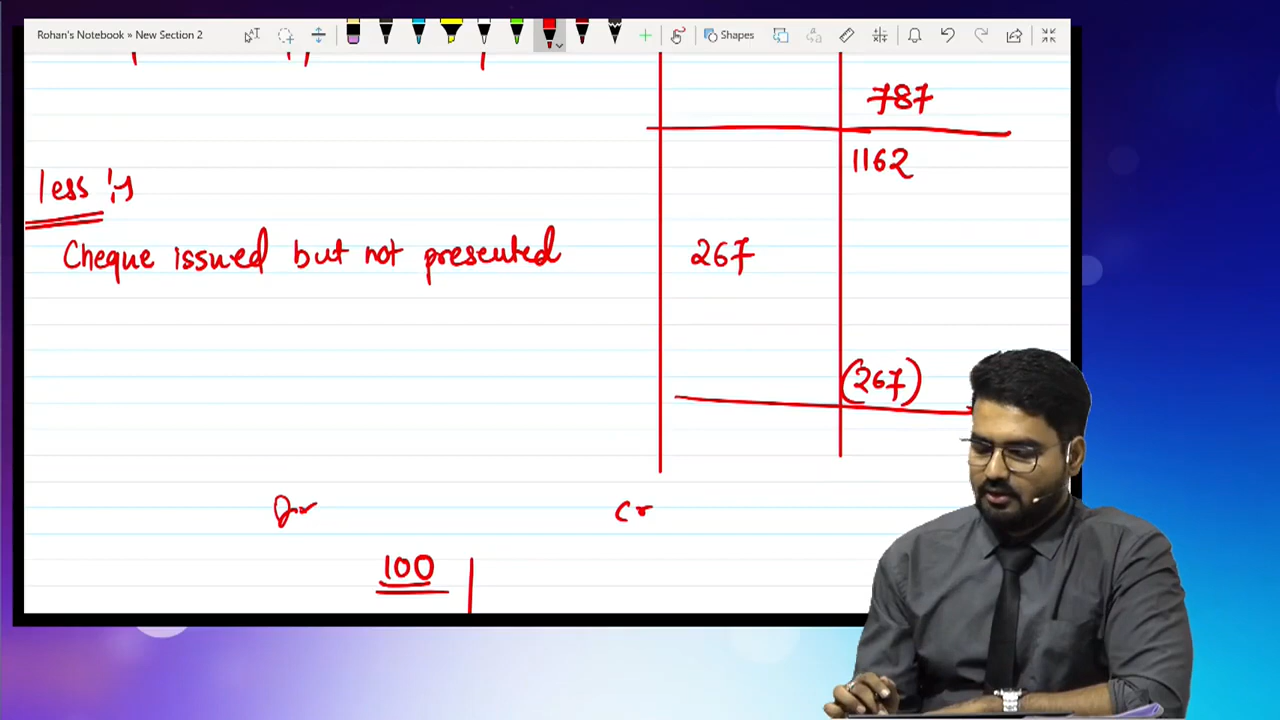 Rohan's Notebook » New Section 2
Shapes
787
1162
less :-
Cheque issued but not presented 267
(267)
Dr Cr
100